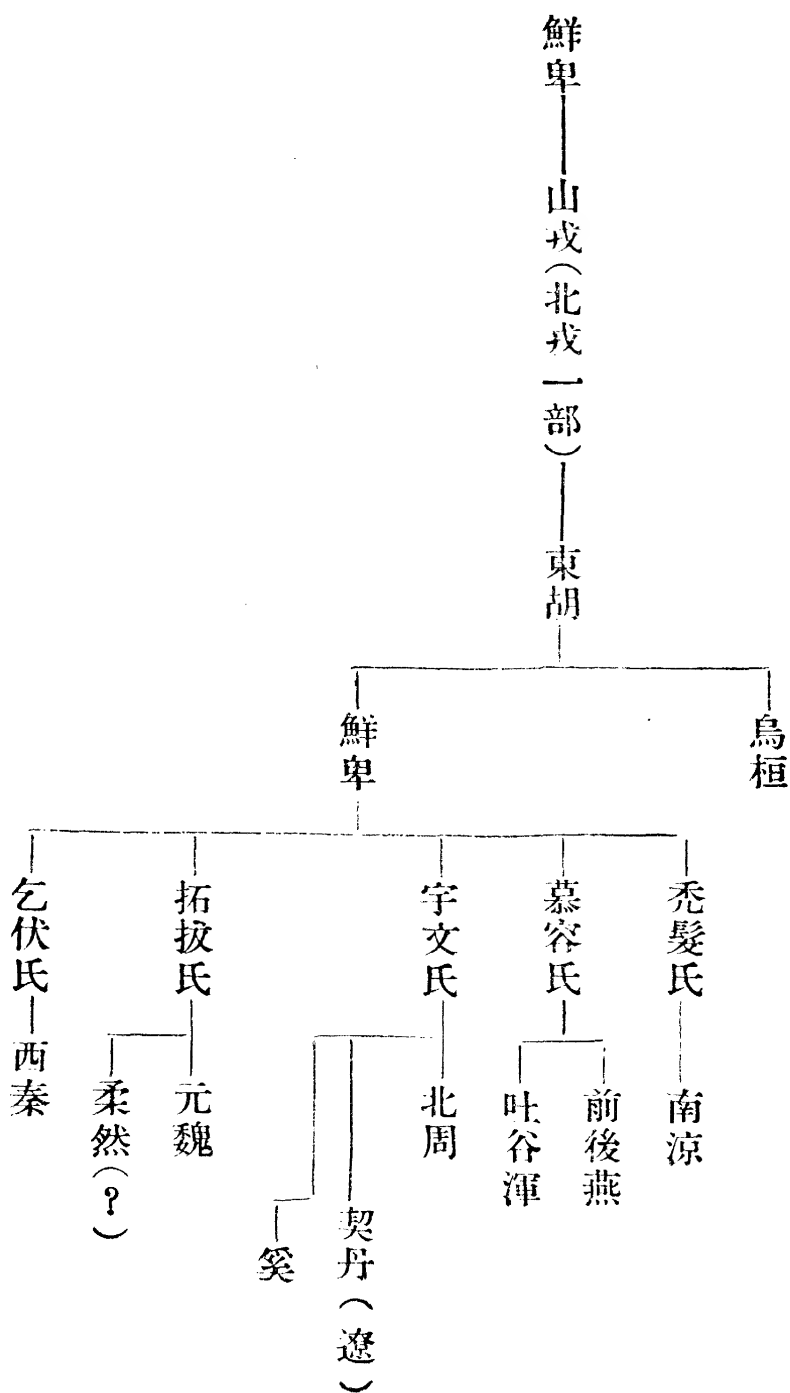 鮮卑
山戎(北戎一部)
東胡
烏桓
鮮卑
禿髮氏
南涼
慕容氏
前後燕
吐谷渾
宇文氏
北周
契丹(遼)
奚
拓拔氏
元魏
柔然(?)
乞伏氏
西秦